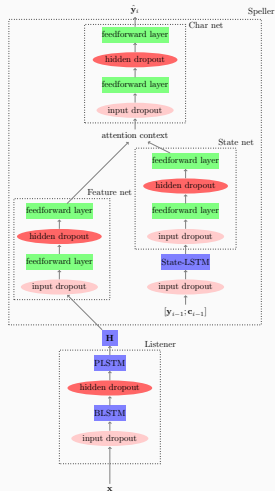 ŷᵢ
Speller
Char net
feedforward layer
hidden dropout
feedforward layer
input dropout
attention context
State net
feedforward layer
hidden dropout
feedforward layer
input dropout
State-LSTM
input dropout
[yᵢ₋₁; cᵢ₋₁]
Feature net
feedforward layer
hidden dropout
feedforward layer
input dropout
H
Listener
PLSTM
hidden dropout
BLSTM
input dropout
x